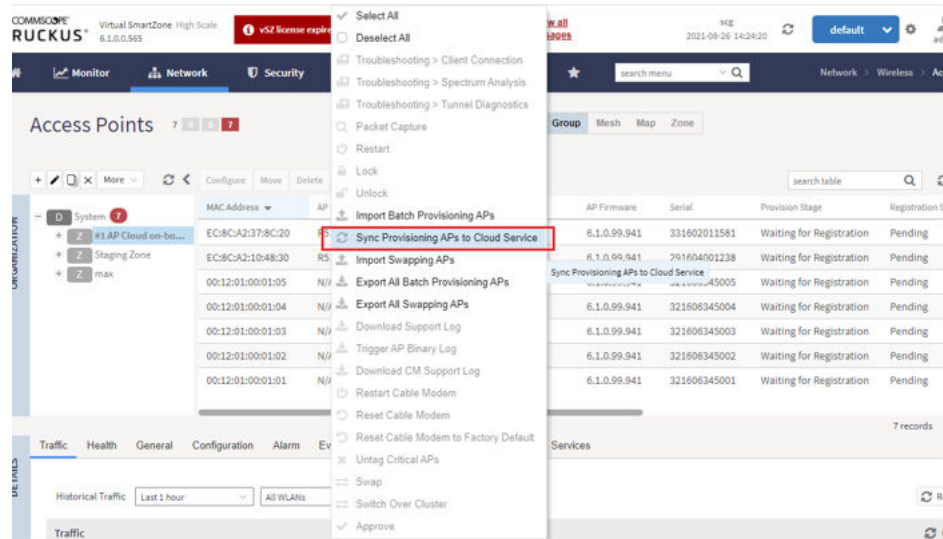 COMMSCOPE
RUCKUS
Virtual SmartZone High Scale
6.1.0.0.565
vSZ license expire
scg
2021-08-26 14:24:20
default
Monitor
Network
Security
search menu
Network > Wireless >
Access Points 7 0 0 7
Group Mesh Map Zone
More
Configure Move Delete
search table
ORGANIZATION
D System 7
Z #1 AP Cloud on-bo...
Z Staging Zone
Z max
MAC Address
AP Firmware Serial Provision Stage Registration S
EC:8C:A2:37:8C:20 6.1.0.99.941 331602011581 Waiting for Registration Pending
EC:8C:A2:10:48:30 6.1.0.99.941 291604001238 Waiting for Registration Pending
00:12:01:00:01:05 Waiting for Registration Pending
00:12:01:00:01:04 6.1.0.99.941 321606345004 Waiting for Registration Pending
00:12:01:00:01:03 6.1.0.99.941 321606345003 Waiting for Registration Pending
00:12:01:00:01:02 6.1.0.99.941 321606345002 Waiting for Registration Pending
00:12:01:00:01:01 6.1.0.99.941 321606345001 Waiting for Registration Pending
7 records
Select All
Deselect All
Troubleshooting > Client Connection
Troubleshooting > Spectrum Analysis
Troubleshooting > Tunnel Diagnostics
Packet Capture
Restart
Lock
Unlock
Import Batch Provisioning APs
Sync Provisioning APs to Cloud Service
Import Swapping APs
Export All Batch Provisioning APs
Export All Swapping APs
Download Support Log
Trigger AP Binary Log
Download CM Support Log
Restart Cable Modem
Reset Cable Modem
Reset Cable Modem to Factory Default
Untag Critical APs
Swap
Switch Over Cluster
Approve
Sync Provisioning APs to Cloud Service
DETAILS
Traffic Health General Configuration Alarm Ev
Services
Historical Traffic Last 1 hour All WLANs
Traffic